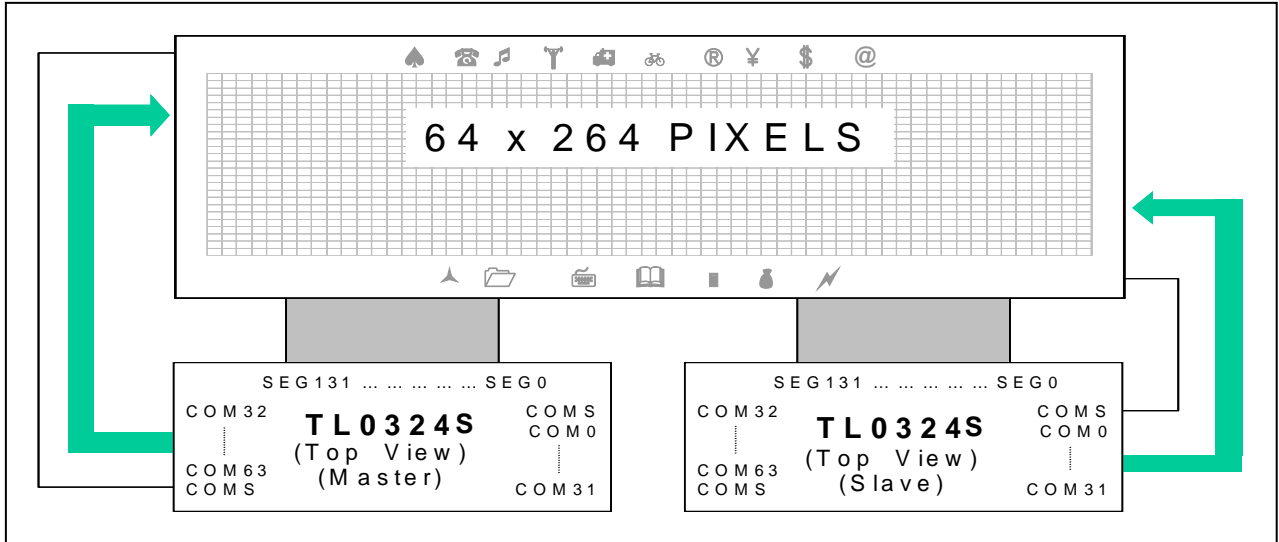 ® ¥ $ @
64 x 264 PIXELS
SEG131 ... ... ... ... ... SEG0
COM32
COMS
COM0
TL0324S
(Top View)
(Master)
COM63
COMS
COM31
SEG131 ... ... ... ... ... SEG0
COM32
COMS
COM0
TL0324S
(Top View)
(Slave)
COM63
COMS
COM31